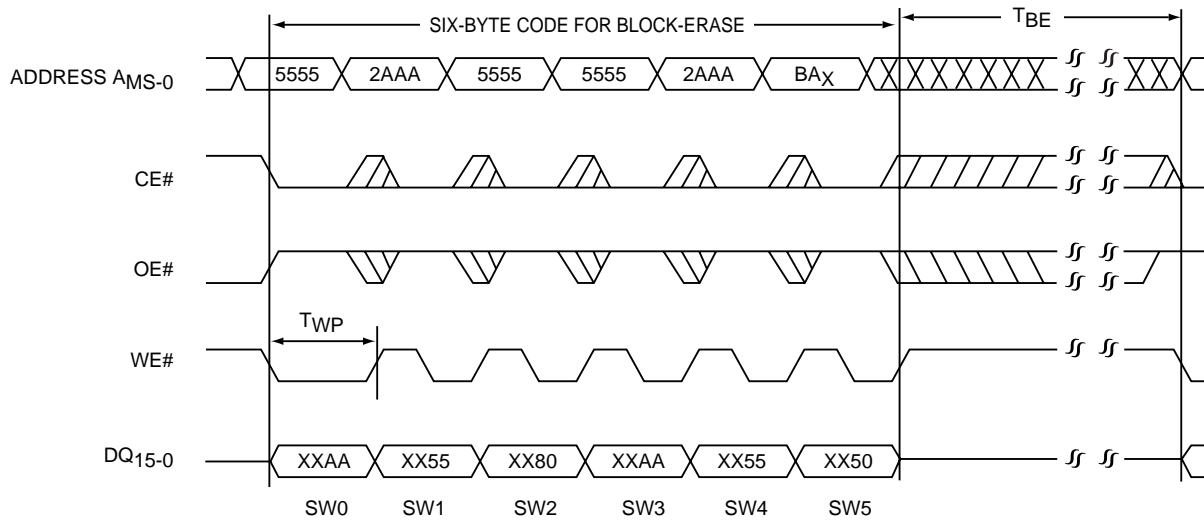 SIX-BYTE CODE FOR BLOCK-ERASE TBE
ADDRESS AMS-0 5555 2AAA 5555 5555 2AAA BAX
CE#
OE#
TWP
WE#
DQ15-0 XXAA XX55 XX80 XXAA XX55 XX50
SW0 SW1 SW2 SW3 SW4 SW5